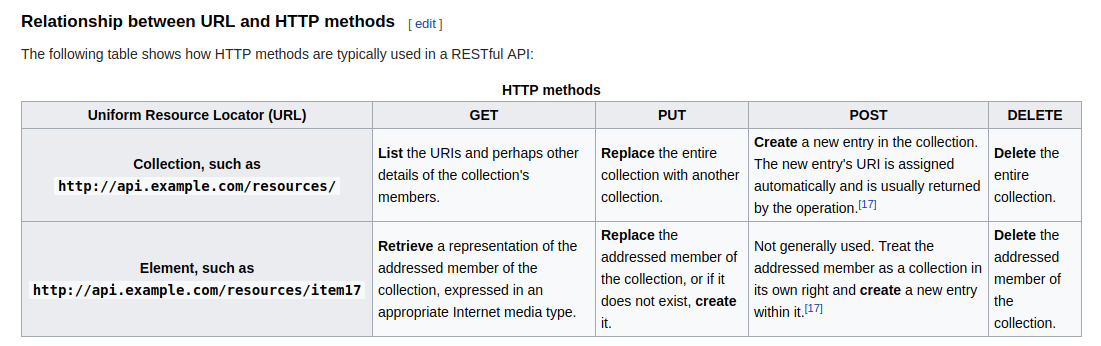 Relationship between URL and HTTP methods [ edit ]
The following table shows how HTTP methods are typically used in a RESTful API:
HTTP methods
Uniform Resource Locator (URL) GET PUT POST DELETE
Collection, such as
http://api.example.com/resources/
List the URIs and perhaps other
details of the collection's
members.
Replace the entire
collection with another
collection.
Create a new entry in the collection.
The new entry's URI is assigned
automatically and is usually returned
by the operation.[17]
Delete the
entire
collection.
Element, such as
http://api.example.com/resources/item17
Retrieve a representation of the
addressed member of the
collection, expressed in an
appropriate Internet media type.
Replace the
addressed member of
the collection, or if it
does not exist, create
it.
Not generally used. Treat the
addressed member as a collection in
its own right and create a new entry
within it.[17]
Delete the
addressed
member of
the
collection.